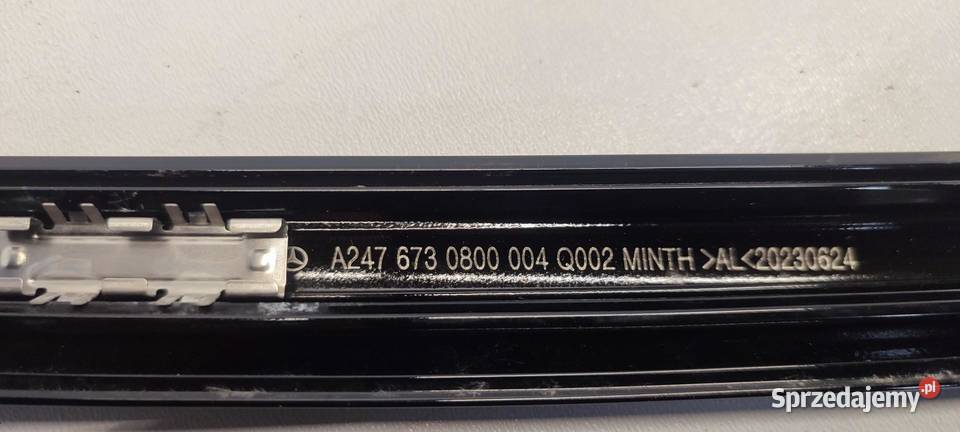 A247 673 0800 004 Q002 MINTH >AL<20230624
Sprzedajemy.pl